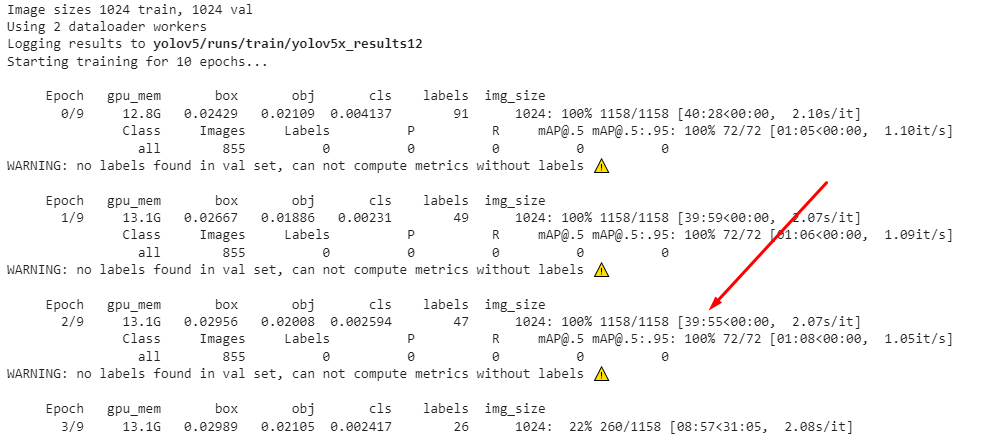 Image sizes 1024 train, 1024 val
Using 2 dataloader workers
Logging results to yolov5/runs/train/yolov5x_results12
Starting training for 10 epochs...
Epoch gpu_mem box obj cls labels img_size
0/9 12.8G 0.02429 0.02109 0.004137 91 1024: 100% 1158/1158 [40:28<00:00, 2.10s/it]
Class Images Labels P R mAP@.5 mAP@.5:.95: 100% 72/72 [01:05<00:00, 1.10it/s]
all 855 0 0 0 0 0
WARNING: no labels found in val set, can not compute metrics without labels ⚠️
Epoch gpu_mem box obj cls labels img_size
1/9 13.1G 0.02667 0.01886 0.00231 49 1024: 100% 1158/1158 [39:59<00:00, 2.07s/it]
Class Images Labels P R mAP@.5 mAP@.5:.95: 100% 72/72 [01:06<00:00, 1.09it/s]
all 855 0 0 0 0 0
WARNING: no labels found in val set, can not compute metrics without labels ⚠️
Epoch gpu_mem box obj cls labels img_size
2/9 13.1G 0.02956 0.02008 0.002594 47 1024: 100% 1158/1158 [39:55<00:00, 2.07s/it]
Class Images Labels P R mAP@.5 mAP@.5:.95: 100% 72/72 [01:08<00:00, 1.05it/s]
all 855 0 0 0 0 0
WARNING: no labels found in val set, can not compute metrics without labels ⚠️
Epoch gpu_mem box obj cls labels img_size
3/9 13.1G 0.02989 0.02105 0.002417 26 1024: 22% 260/1158 [08:57<31:05, 2.08s/it]